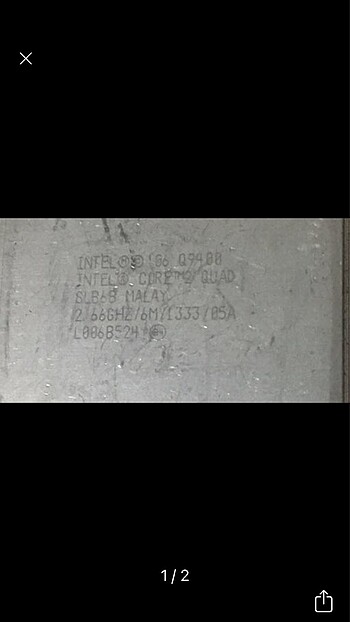 INTEL®© '06 Q9400
INTEL® CORE™2 QUAD
SLB6B MALAY
2.66GHZ/6M/1333/05A
L006B524
1/2